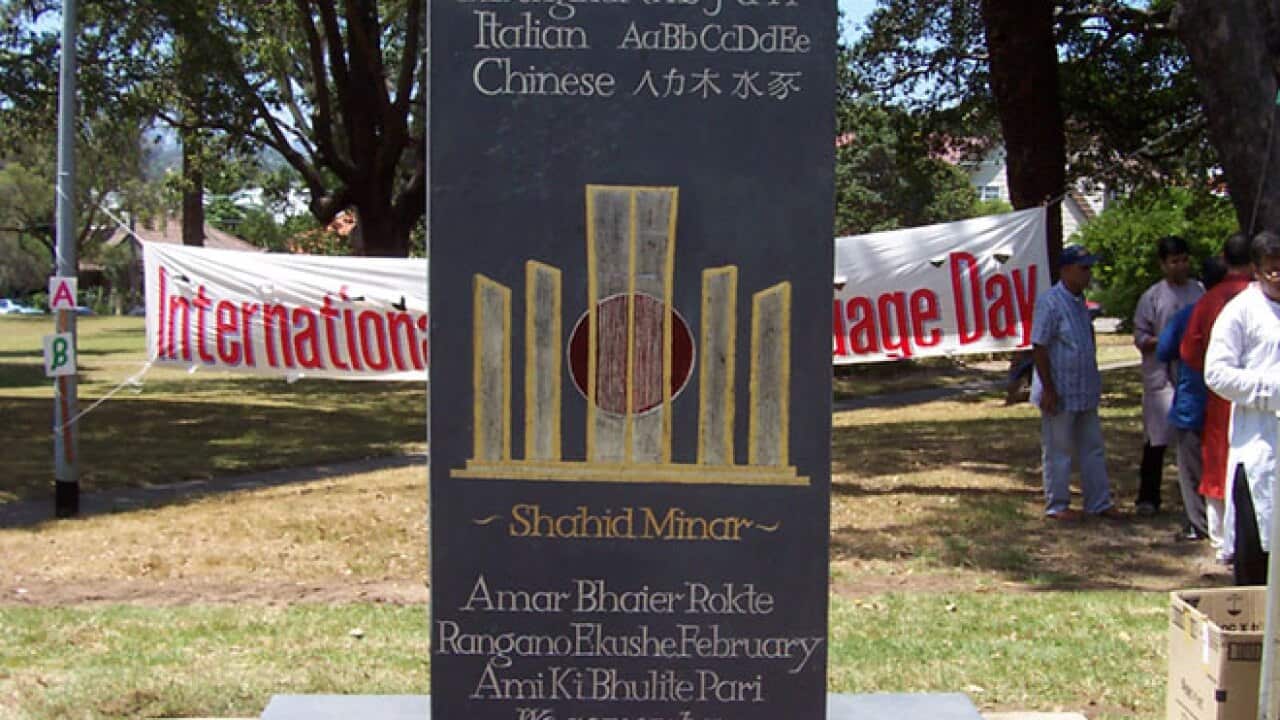 Italian AaBbCcDdEe
Chinese 人力木水豕
International
uage Day
A
B
~ Shahid Minar ~
Amar Bhaier Rokte
Rangano Ekushe February
Ami Ki Bhulite Pari